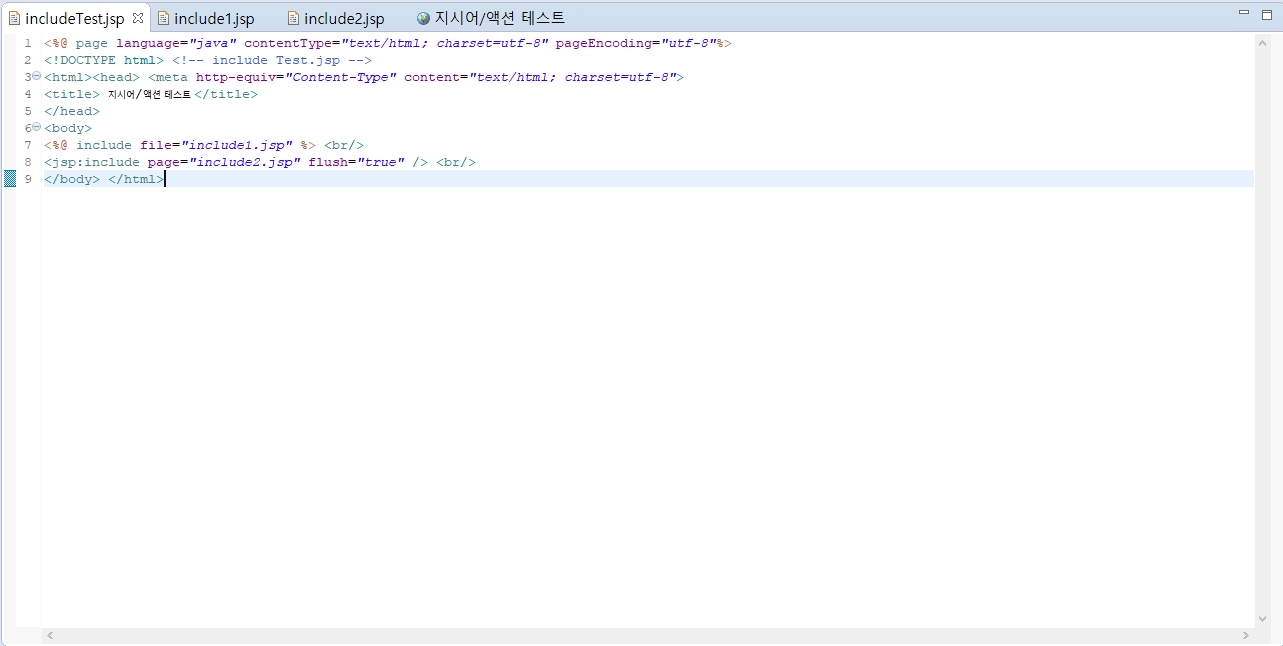 includeTest.jsp include1.jsp include2.jsp 지시어/액션 테스트
1 <%@ page language="java" contentType="text/html; charset=utf-8" pageEncoding="utf-8"%>
2 <!DOCTYPE html> <!-- include Test.jsp -->
3 <html><head> <meta http-equiv="Content-Type" content="text/html; charset=utf-8">
4 <title> 지시어/액션 테스트</title>
5 </head>
6 <body>
7 <%@ include file="include1.jsp" %> <br/>
8 <jsp:include page="include2.jsp" flush="true" /> <br/>
9 </body> </html>